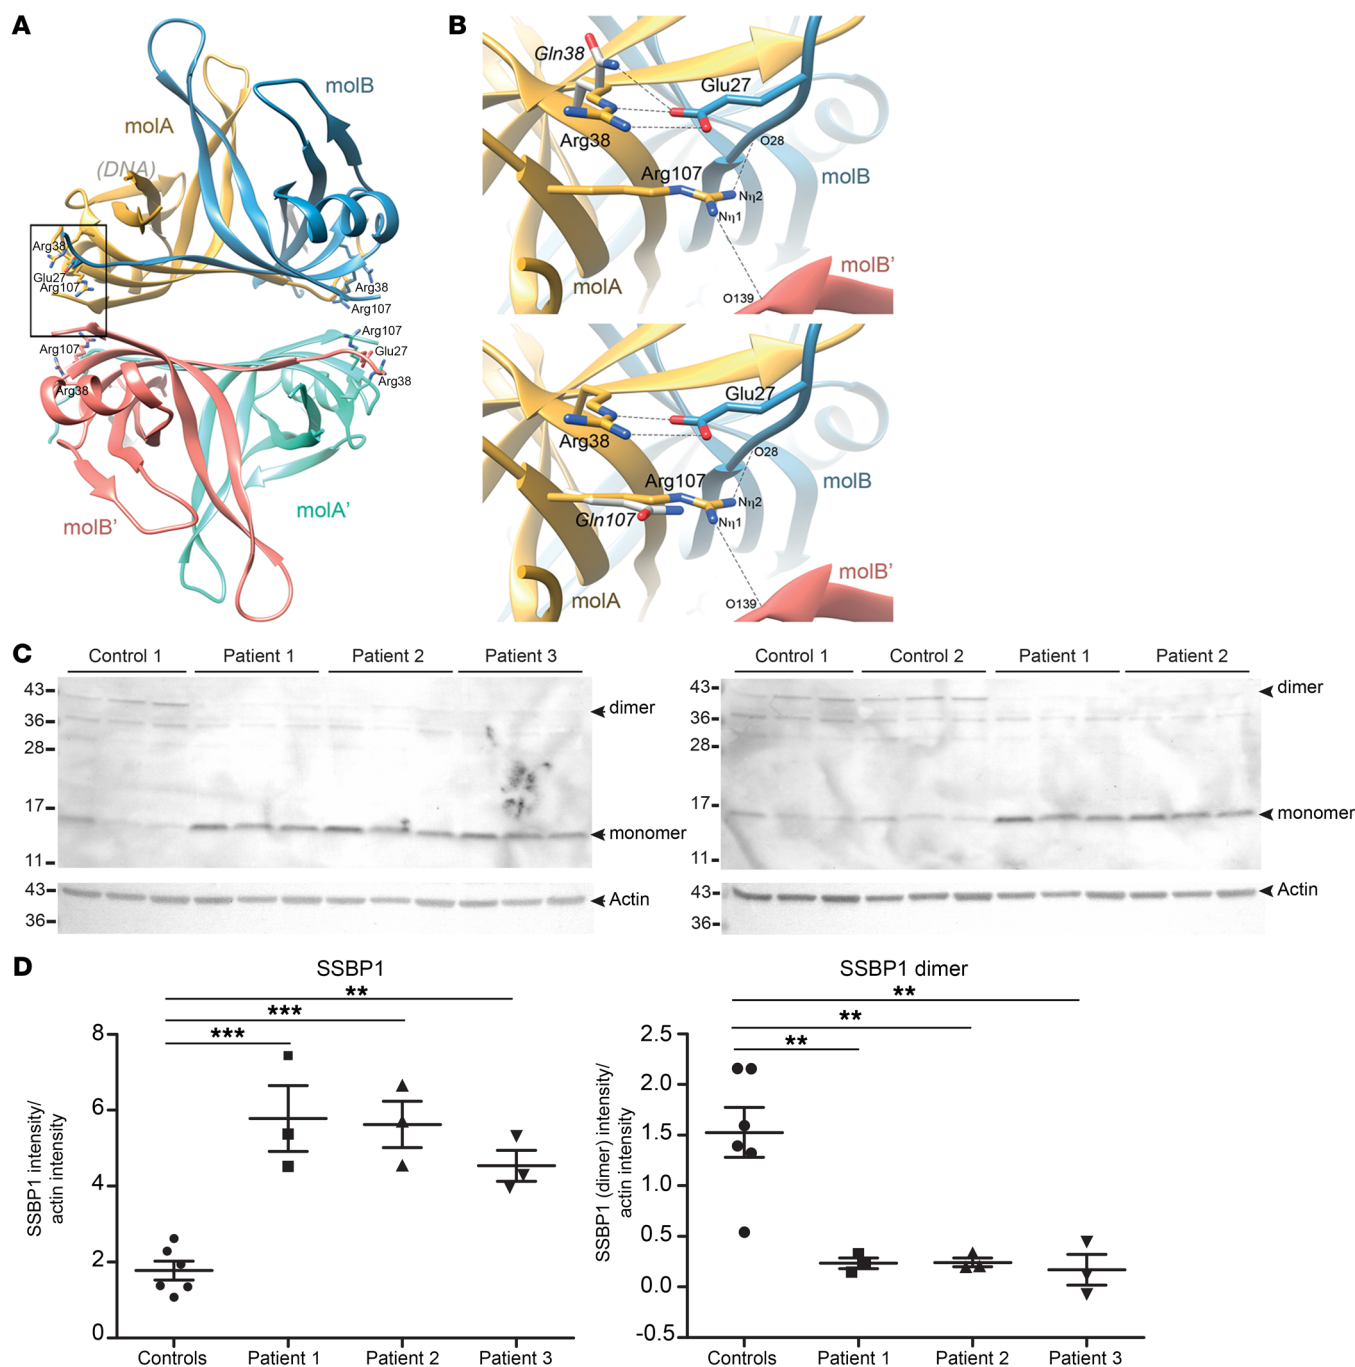 A
molB
molA
(DNA)
Arg38
Glu27
Arg107
Arg38
Arg107
Arg107
Arg107
Glu27
Arg38
Arg38
molB’
molA’
B
Gln38
Glu27
Arg38
O28
Arg107
molB
Nη2
Nη1
molB’
molA
O139
Glu27
Arg38
O28
Arg107
molB
Nη2
Gln107
Nη1
molB’
molA
O139
C
Control 1 Patient 1 Patient 2 Patient 3
43
dimer
36
28
17
monomer
11
43
Actin
36
Control 1 Control 2 Patient 1 Patient 2
43
dimer
36
28
17
monomer
11
43
Actin
36
D
SSBP1
**
***
***
8
6
4
2
0
SSBP1 intensity/
actin intensity
Controls Patient 1 Patient 2 Patient 3
SSBP1 dimer
**
**
**
2.5
2.0
1.5
1.0
0.5
0.0
-0.5
SSBP1 (dimer) intensity/
actin intensity
Controls Patient 1 Patient 2 Patient 3